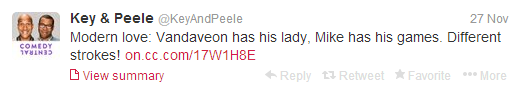 Key & Peele @KeyAndPeele 27 Nov
Modern love: Vandaveon has his lady, Mike has his games. Different
strokes! on.cc.com/17W1H8E
View summary Reply Retweet Favorite More
COMEDY
CENTRAL